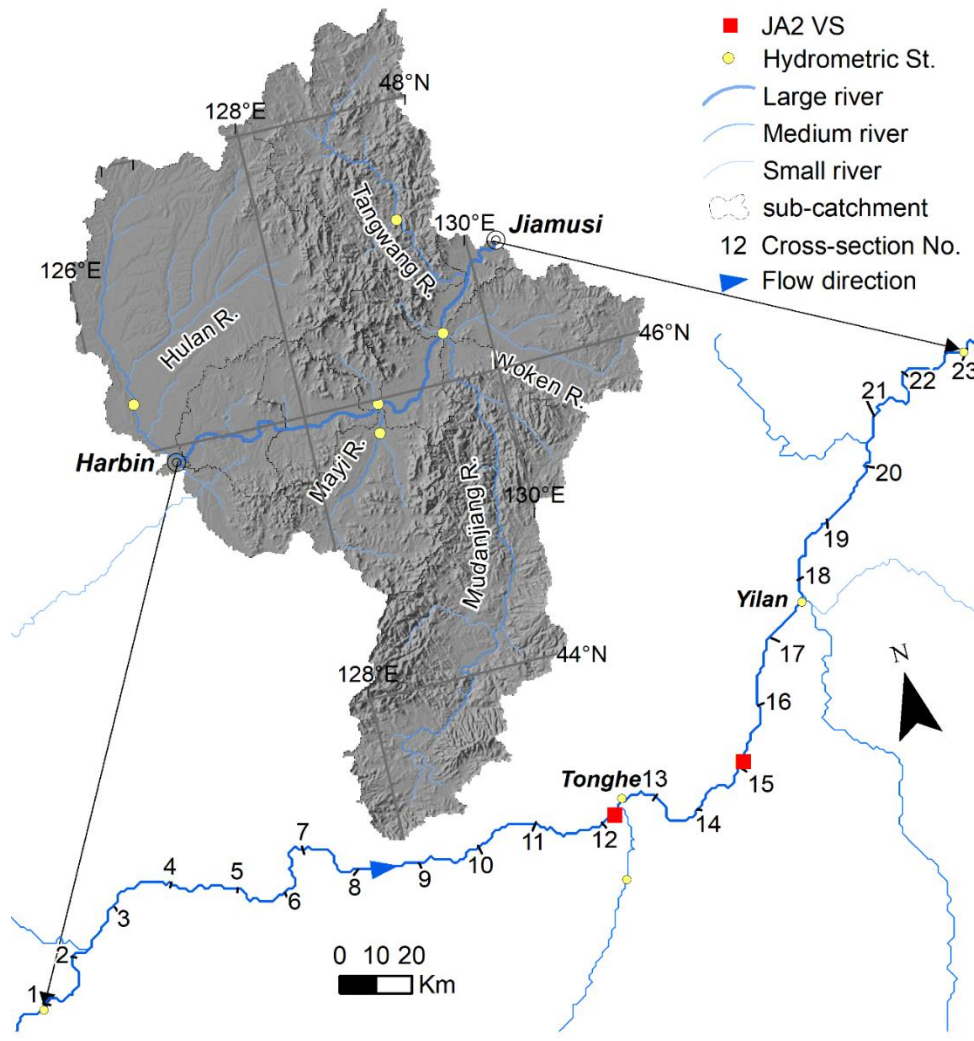 JA2 VS
Hydrometric St.
Large river
Medium river
Small river
sub-catchment
12 Cross-section No.
Flow direction
48°N
128°E
130°E
Jiamusi
126°E
Tangwang R.
Hulan R.
46°N
Woken R.
Harbin
Mayi R.
130°E
Mudanjiang R.
44°N
128°E
23
22
21
20
19
18
Yilan
17
N
16
15
Tonghe
13
14
12
11
10
9
8
7
6
5
4
3
2
1
0 10 20
Km